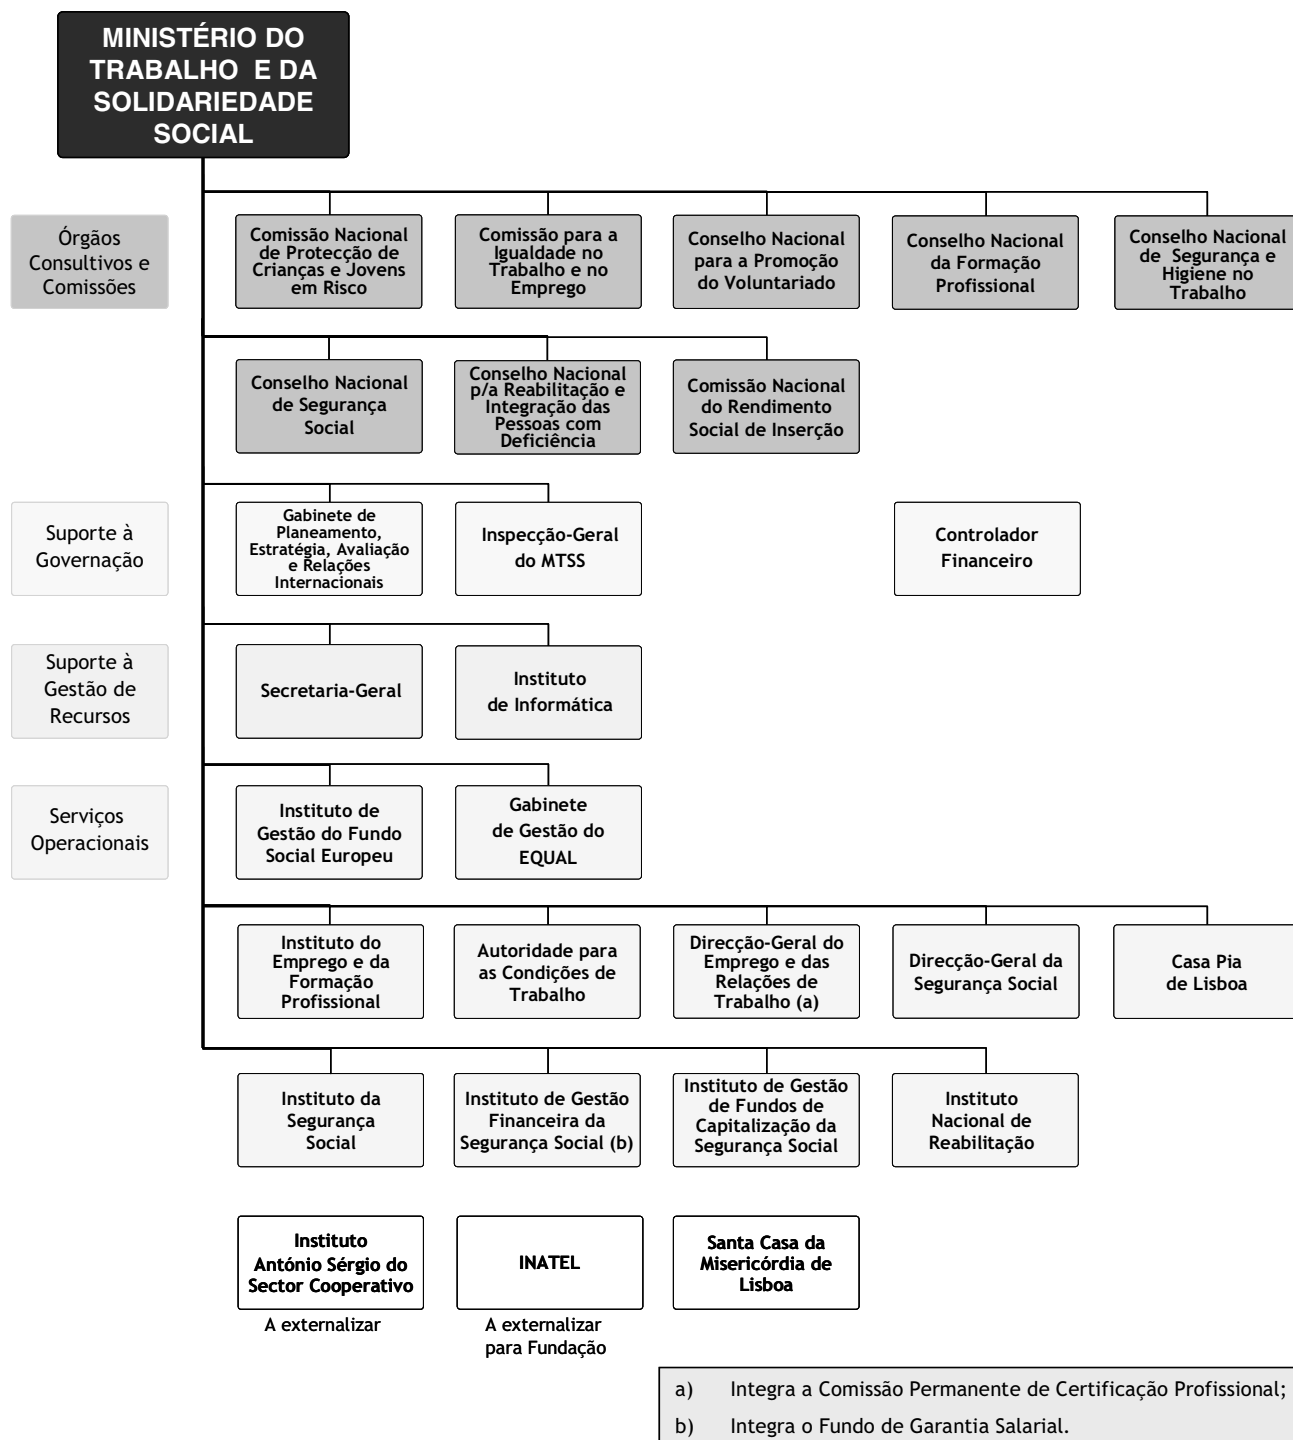 MINISTÉRIO DO
TRABALHO E DA
SOLIDARIEDADE
SOCIAL
Órgãos
Consultivos e
Comissões
Comissão Nacional
de Protecção de
Crianças e Jovens
em Risco
Comissão para a
Igualdade no
Trabalho e no
Emprego
Conselho Nacional
para a Promoção
do Voluntariado
Conselho Nacional
da Formação
Profissional
Conselho Nacional
de Segurança e
Higiene no
Trabalho
Conselho Nacional
de Segurança
Social
Conselho Nacional
p/a Reabilitação e
Integração das
Pessoas com
Deficiência
Comissão Nacional
do Rendimento
Social de Inserção
Suporte à
Governação
Gabinete de
Planeamento,
Estratégia, Avaliação
e Relações
Internacionais
Inspecção-Geral
do MTSS
Controlador
Financeiro
Suporte à
Gestão de
Recursos
Secretaria-Geral
Instituto
de Informática
Serviços
Operacionais
Instituto de
Gestão do Fundo
Social Europeu
Gabinete
de Gestão do
EQUAL
Instituto do
Emprego e da
Formação
Profissional
Autoridade para
as Condições de
Trabalho
Direcção-Geral do
Emprego e das
Relações de
Trabalho (a)
Direcção-Geral da
Segurança Social
Casa Pia
de Lisboa
Instituto da
Segurança
Social
Instituto de Gestão
Financeira da
Segurança Social (b)
Instituto de Gestão
de Fundos de
Capitalização da
Segurança Social
Instituto
Nacional de
Reabilitação
Instituto
António Sérgio do
Sector Cooperativo
INATEL
Santa Casa da
Misericórdia de
Lisboa
A externalizar
A externalizar
para Fundação
a) Integra a Comissão Permanente de Certificação Profissional;
b) Integra o Fundo de Garantia Salarial.